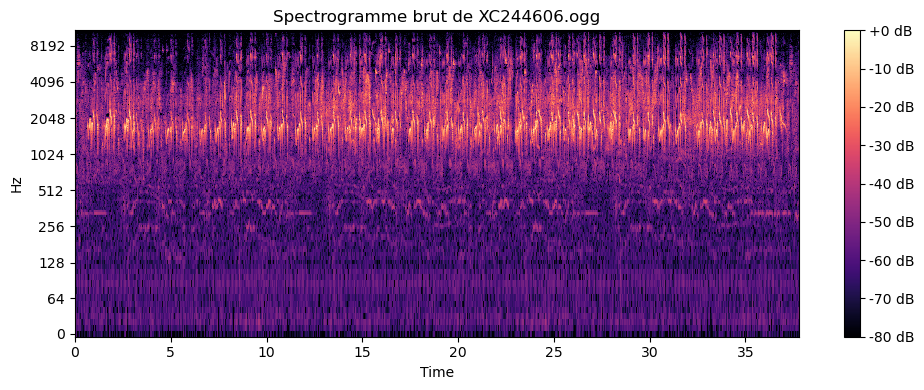 Spectrogramme brut de XC244606.ogg
Hz
8192
4096
2048
1024
512
256
128
64
0
0 5 10 15 20 25 30 35
Time
+0 dB
-10 dB
-20 dB
-30 dB
-40 dB
-50 dB
-60 dB
-70 dB
-80 dB